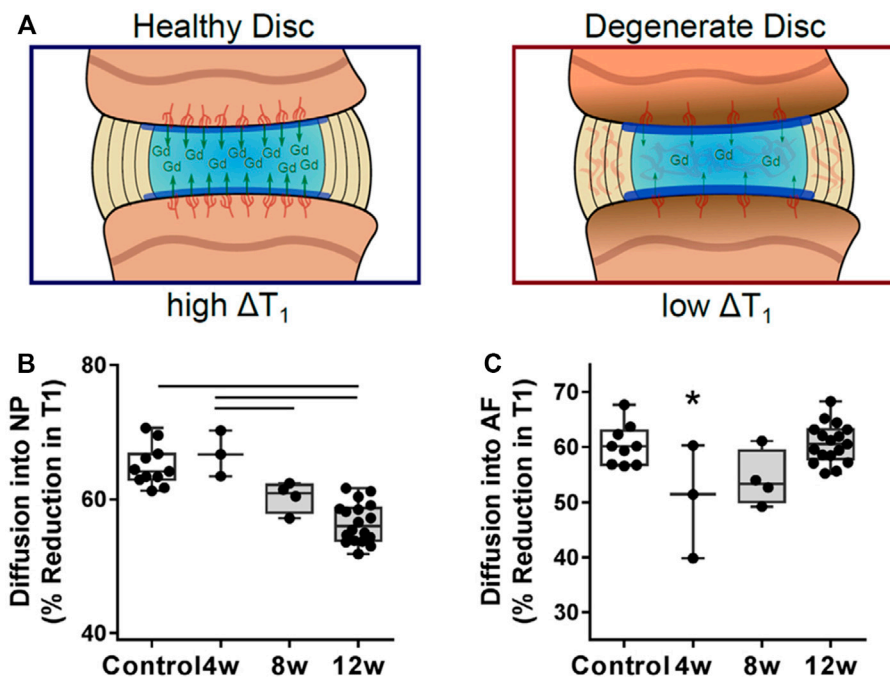 A
Healthy Disc
Degenerate Disc
Gd Gd Gd Gd Gd Gd Gd Gd Gd Gd
Gd Gd Gd
high ΔT₁
low ΔT₁
B
Diffusion into NP
(% Reduction in T1)
80
60
40
Control 4w 8w 12w
C
Diffusion into AF
(% Reduction in T1)
70
60
50
40
30
*
Control 4w 8w 12w